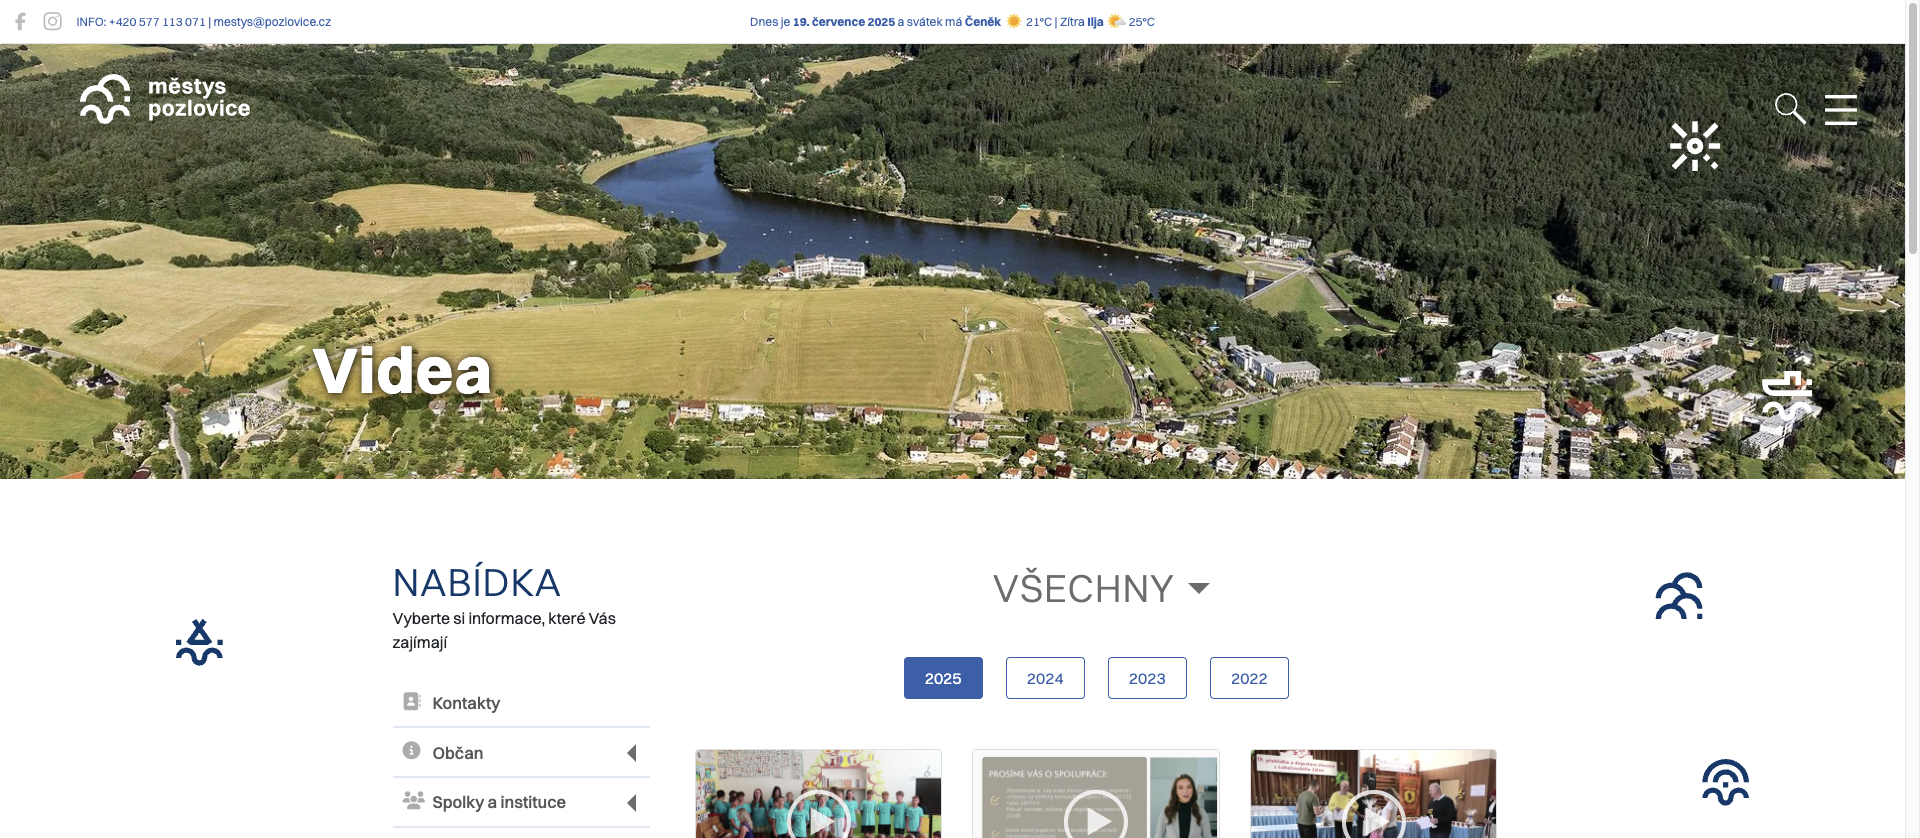 INFO: +420 577 113 071 | mestys@pozlovice.cz
Dnes je 19. července 2025 a svátek má Čeněk 21°C | Zítra Ilja 25°C
městys
pozlovice
Videa
NABÍDKA
Vyberte si informace, které Vás
zajímají
Kontakty
Občan
Spolky a instituce
VŠECHNY
2025
2024
2023
2022
PROSÍME VÁS O SPOLUPRÁCI: